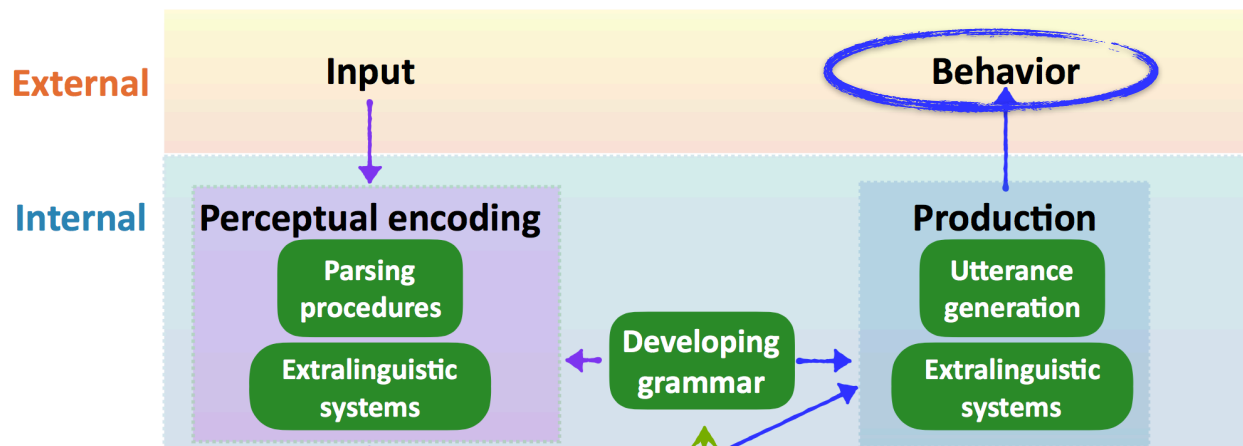 External
Input
Behavior
Internal
Perceptual encoding
Production
Parsing
procedures
Utterance
generation
Developing
grammar
Extralinguistic
systems
Extralinguistic
systems